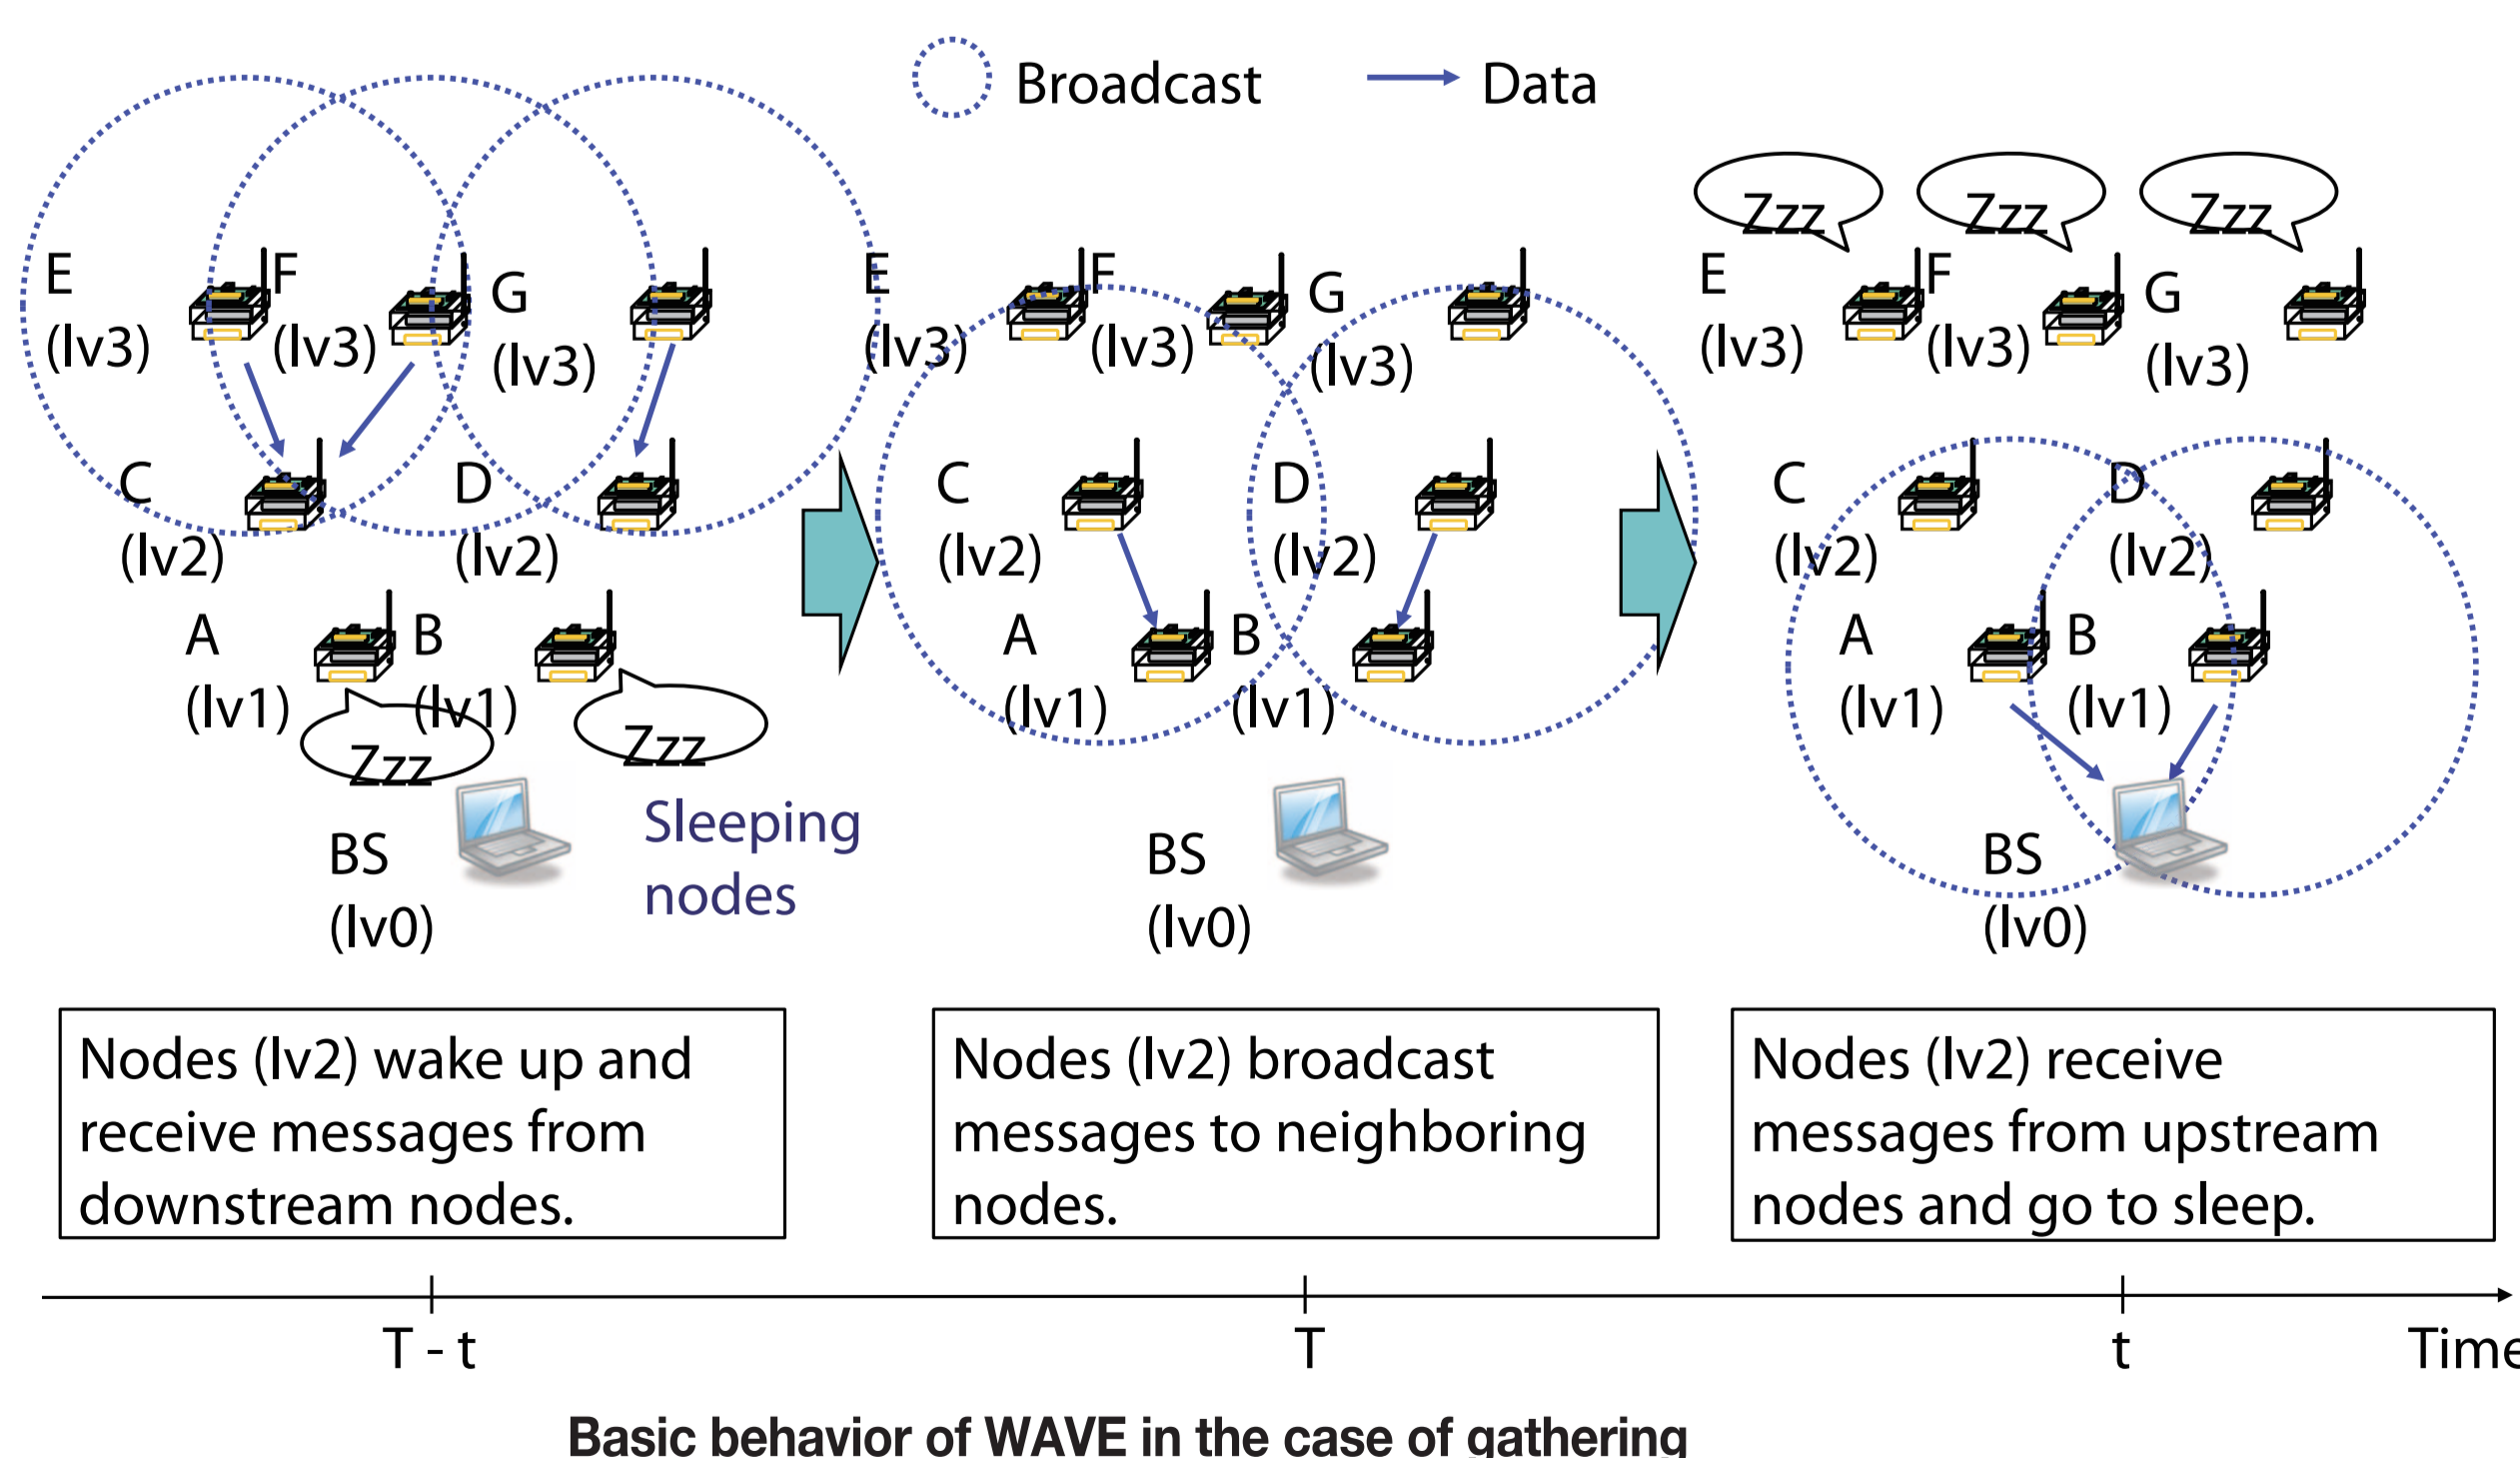 Broadcast
Data
E
(lv3)
F
(lv3)
G
(lv3)
C
(lv2)
D
(lv2)
A
(lv1)
B
(lv1)
Zzz
Zzz
BS
(lv0)
Sleeping
nodes
E
(lv3)
F
(lv3)
G
(lv3)
C
(lv2)
D
(lv2)
A
(lv1)
B
(lv1)
BS
(lv0)
Zzz
Zzz
Zzz
E
(lv3)
F
(lv3)
G
(lv3)
C
(lv2)
D
(lv2)
A
(lv1)
B
(lv1)
BS
(lv0)
Nodes (lv2) wake up and
receive messages from
downstream nodes.
Nodes (lv2) broadcast
messages to neighboring
nodes.
Nodes (lv2) receive
messages from upstream
nodes and go to sleep.
T - t
T
t
Time
Basic behavior of WAVE in the case of gathering